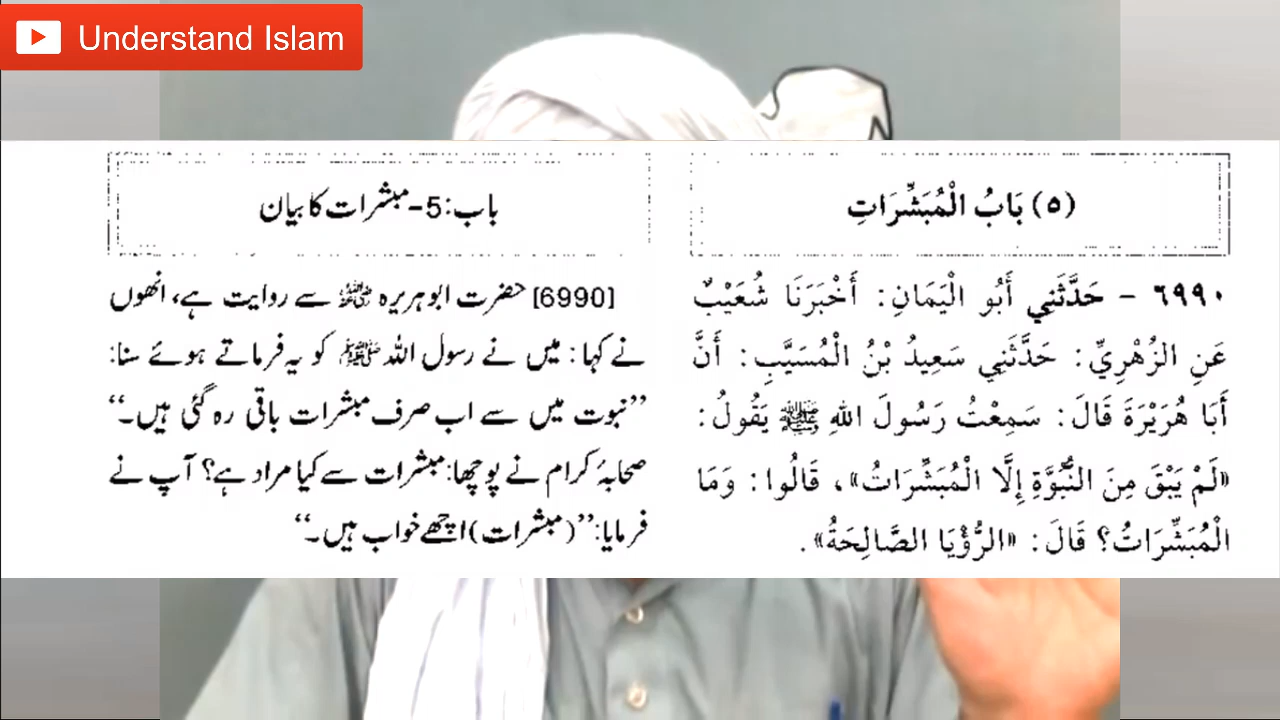 Understand Islam
(٥) بَابُ الْمُبَشِّرَاتِ
٦٩٩٠ - حَدَّثَنِي أَبُو الْيَمَانِ: أَخْبَرَنَا شُعَيْبٌ
عَنِ الزُّهْرِيِّ: حَدَّثَنِي سَعِيدُ بْنُ الْمُسَيَّبِ: أَنَّ
أَبَا هُرَيْرَةَ قَالَ: سَمِعْتُ رَسُولَ اللهِ ﷺ يَقُولُ:
«لَمْ يَبْقَ مِنَ النُّبُوَّةِ إِلَّا الْمُبَشِّرَاتُ»، قَالُوا: وَمَا
الْمُبَشِّرَاتُ؟ قَالَ: «الرُّؤْيَا الصَّالِحَةُ».
باب:5-مبشرات کا بیان
[6990] حضرت ابوہریرہ ؓ سے روایت ہے، انھوں
نے کہا: میں نے رسول اللہ ﷺ کو یہ فرماتے ہوئے سنا:
’’نبوت میں سے اب صرف مبشرات باقی رہ گئی ہیں۔‘‘
صحابۂ کرام نے پوچھا: مبشرات سے کیا مراد ہے؟ آپ نے
فرمایا: ’’(مبشرات) اچھے خواب ہیں۔‘‘